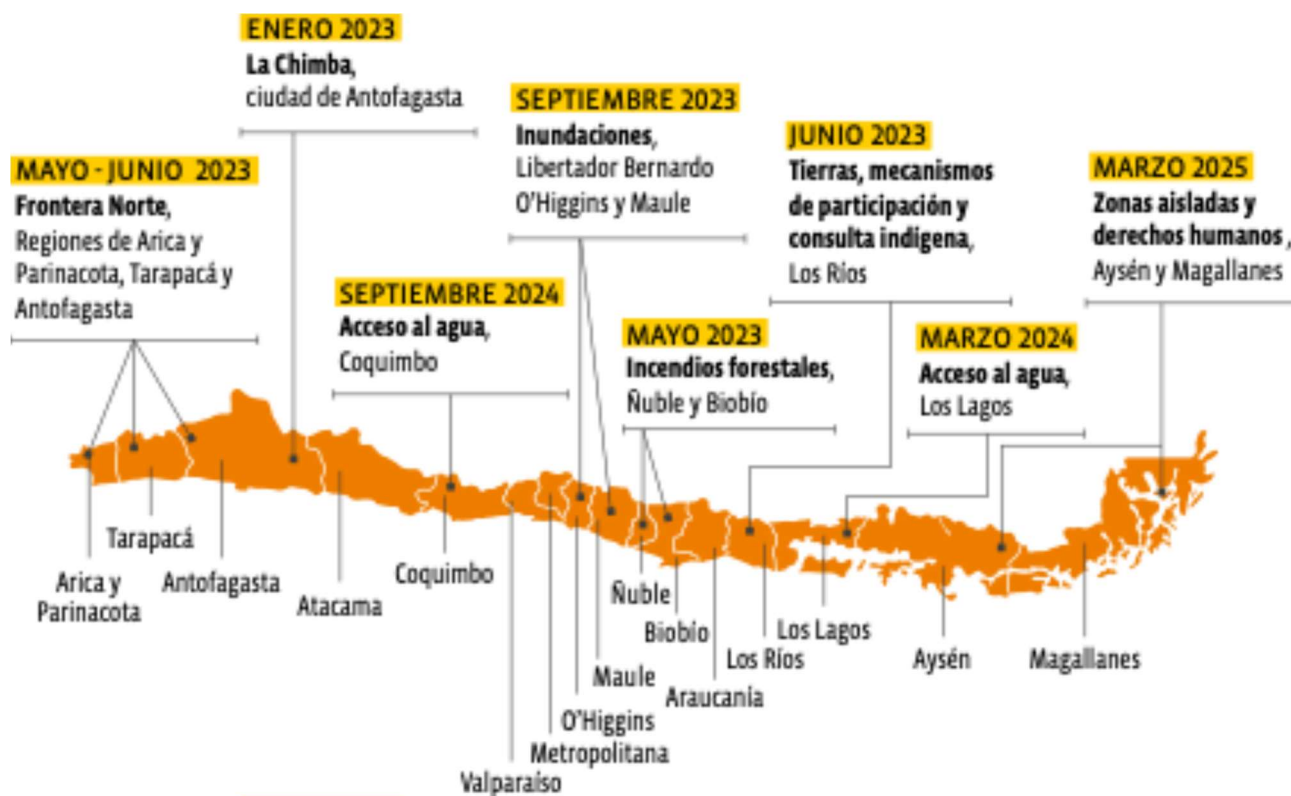 ENERO 2023
La Chimba,
ciudad de Antofagasta
MAYO - JUNIO 2023
Frontera Norte,
Regiones de Arica y
Parinacota, Tarapacá y
Antofagasta
SEPTIEMBRE 2024
Acceso al agua,
Coquimbo
SEPTIEMBRE 2023
Inundaciones,
Libertador Bernardo
O'Higgins y Maule
MAYO 2023
Incendios forestales,
Ñuble y Biobío
JUNIO 2023
Tierras, mecanismos
de participación y
consulta indígena,
Los Ríos
MARZO 2024
Acceso al agua,
Los Lagos
MARZO 2025
Zonas aisladas y
derechos humanos ,
Aysén y Magallanes
Arica y
Parinacota
Tarapacá
Antofagasta
Atacama
Coquimbo
Valparaíso
Metropolitana
O'Higgins
Maule
Ñuble
Biobío
Araucanía
Los Ríos
Los Lagos
Aysén
Magallanes